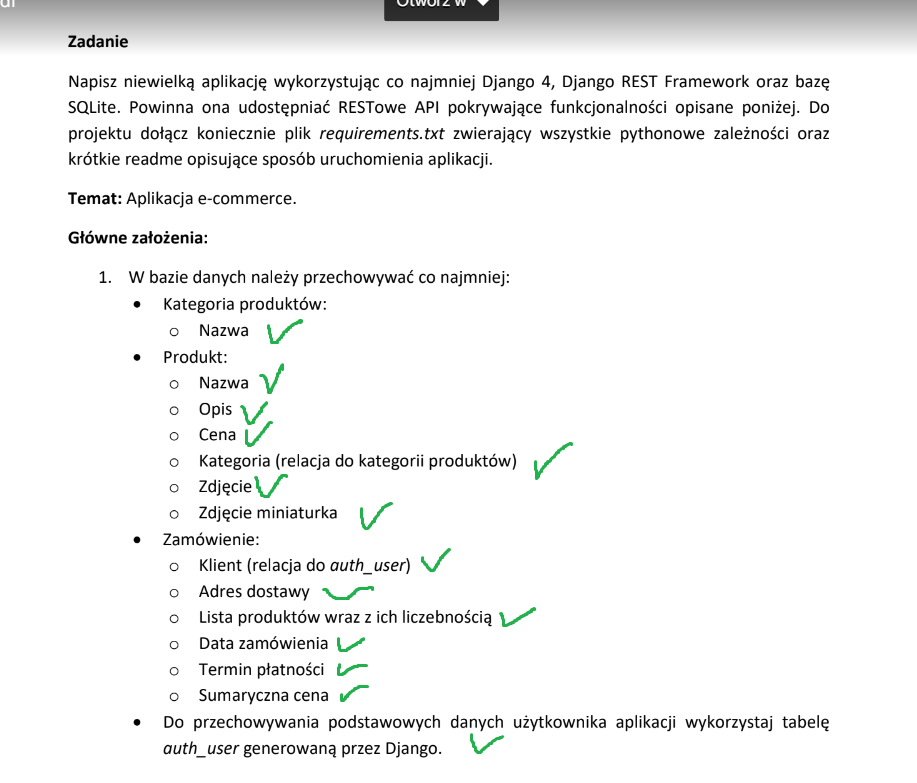 Otwórz w
Zadanie
Napisz niewielką aplikację wykorzystując co najmniej Django 4, Django REST Framework oraz bazę
SQLite. Powinna ona udostępniać RESTowe API pokrywające funkcjonalności opisane poniżej. Do
projektu dołącz koniecznie plik requirements.txt zwierający wszystkie pythonowe zależności oraz
krótkie readme opisujące sposób uruchomienia aplikacji.
Temat: Aplikacja e-commerce.
Główne założenia:
1. W bazie danych należy przechowywać co najmniej:
• Kategoria produktów:
o Nazwa
• Produkt:
o Nazwa
o Opis
o Cena
o Kategoria (relacja do kategorii produktów)
o Zdjęcie
o Zdjęcie miniaturka
• Zamówienie:
o Klient (relacja do auth_user)
o Adres dostawy
o Lista produktów wraz z ich liczebnością
o Data zamówienia
o Termin płatności
o Sumaryczna cena
• Do przechowywania podstawowych danych użytkownika aplikacji wykorzystaj tabelę
auth_user generowaną przez Django.